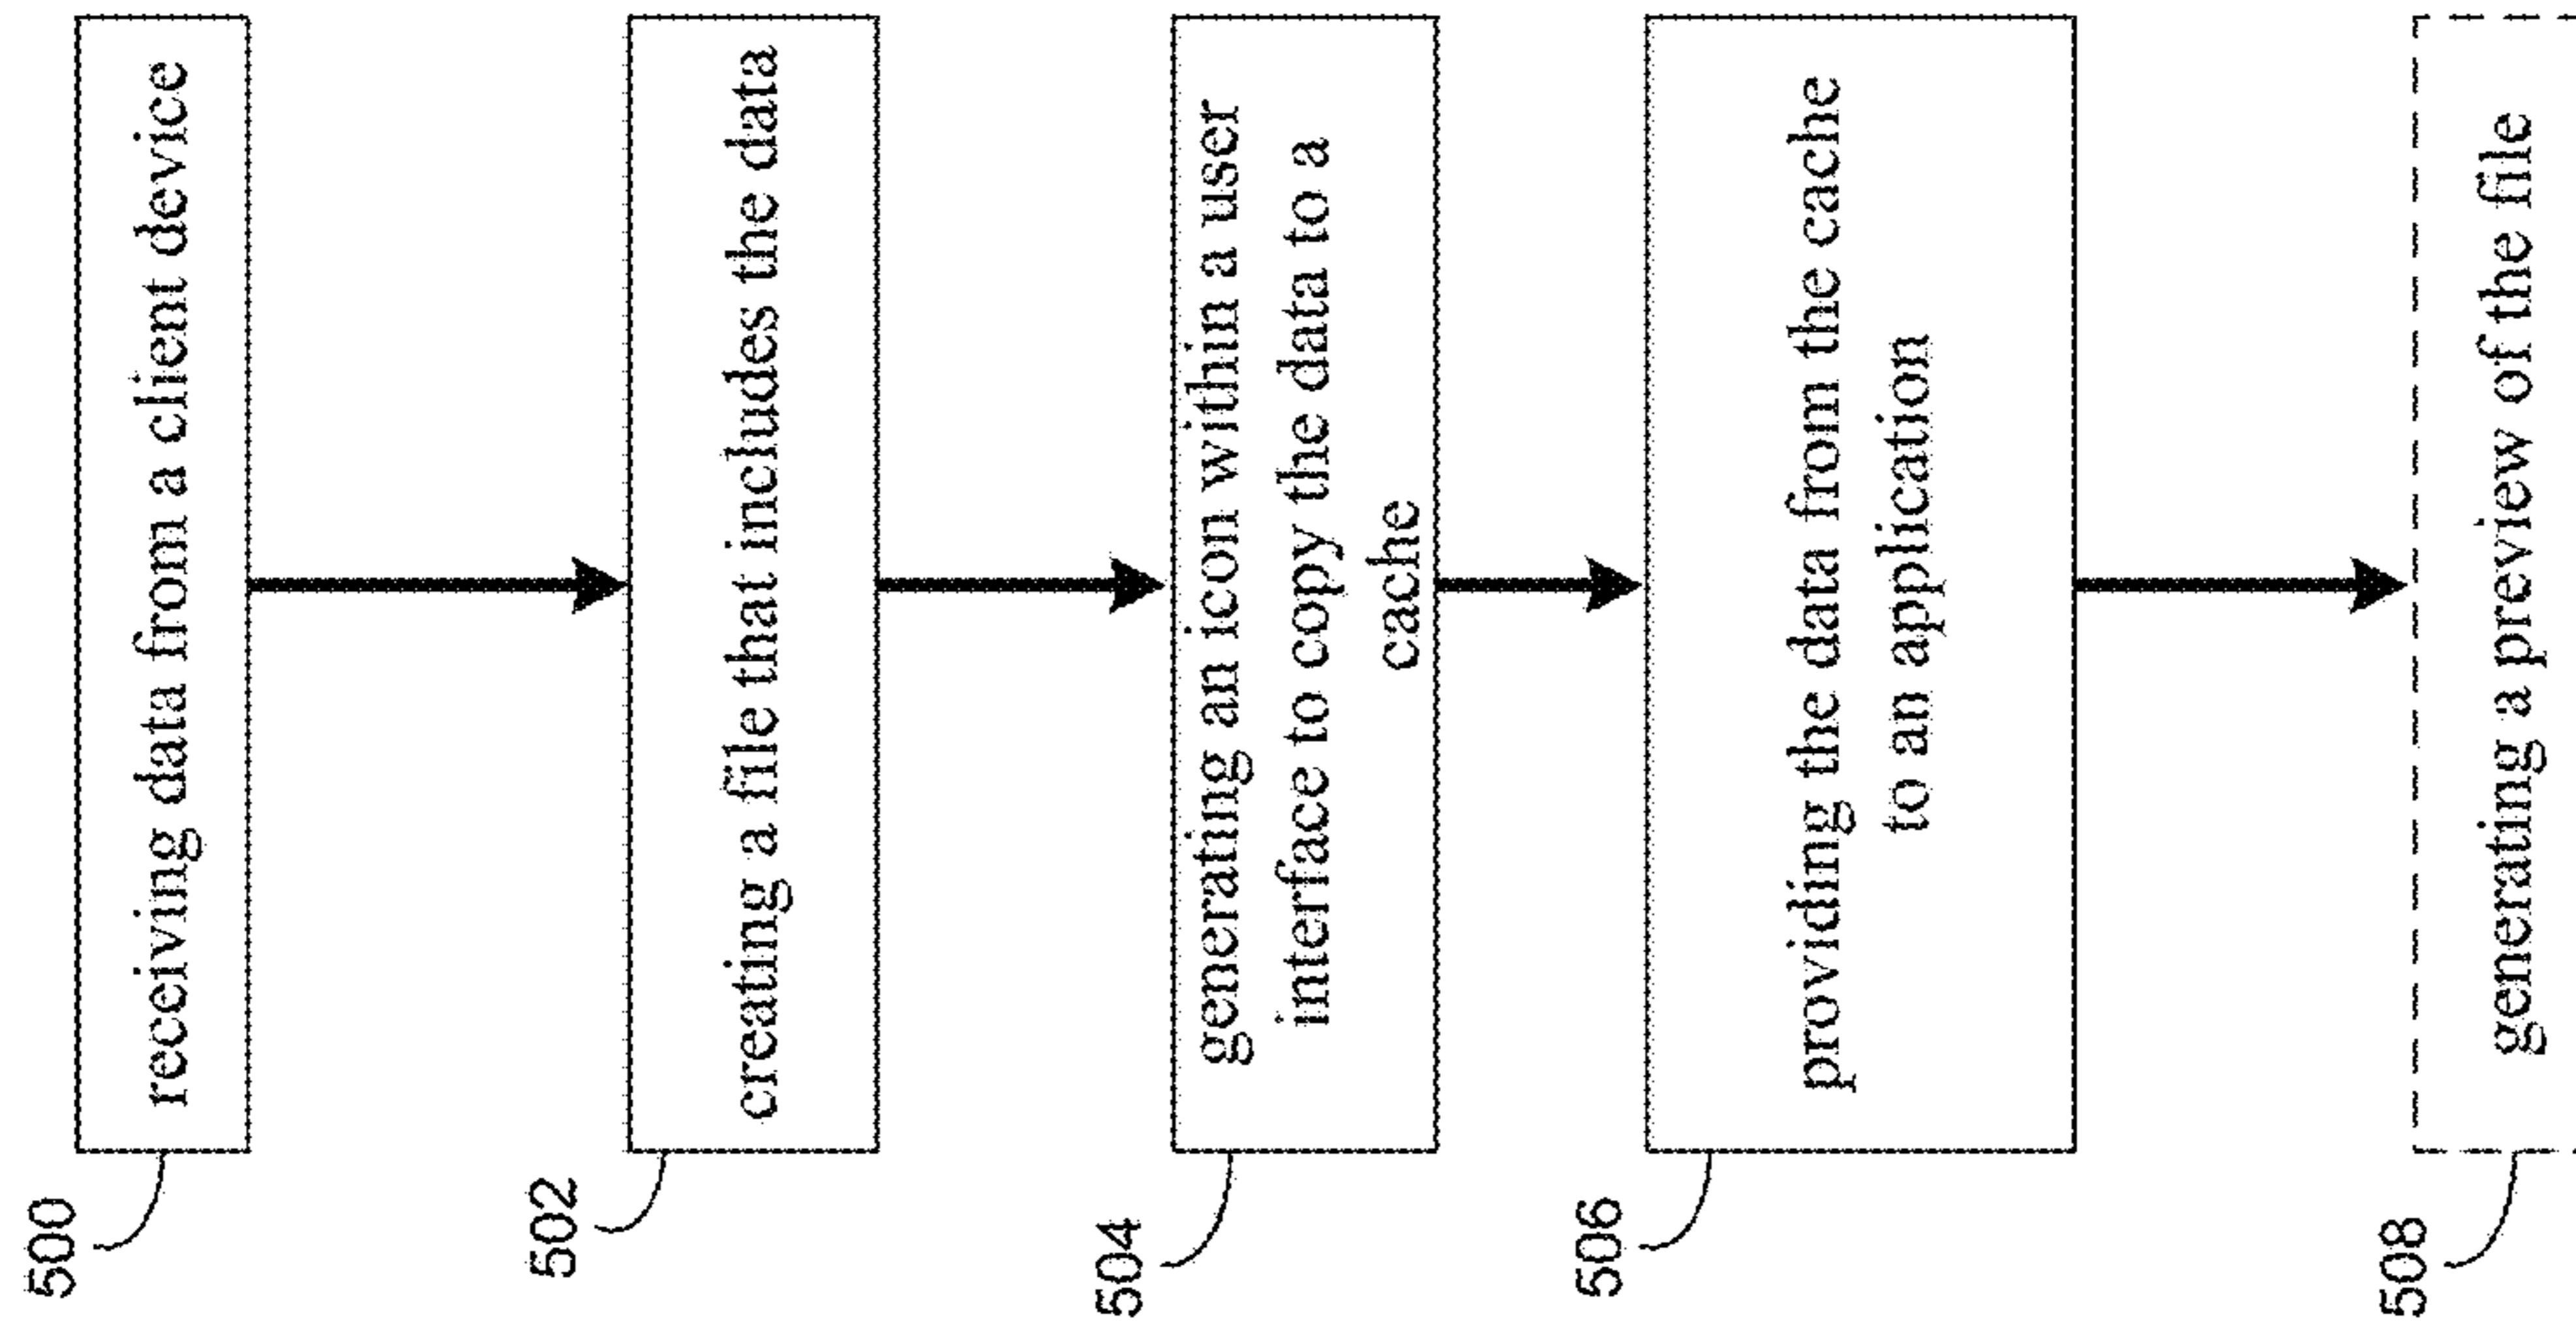 500
receiving data from a client device
502
creating a file that includes the data
504
generating an icon within a user
interface to copy the data to a
cache
506
providing the data from the cache
to an application
508
generating a preview of the file